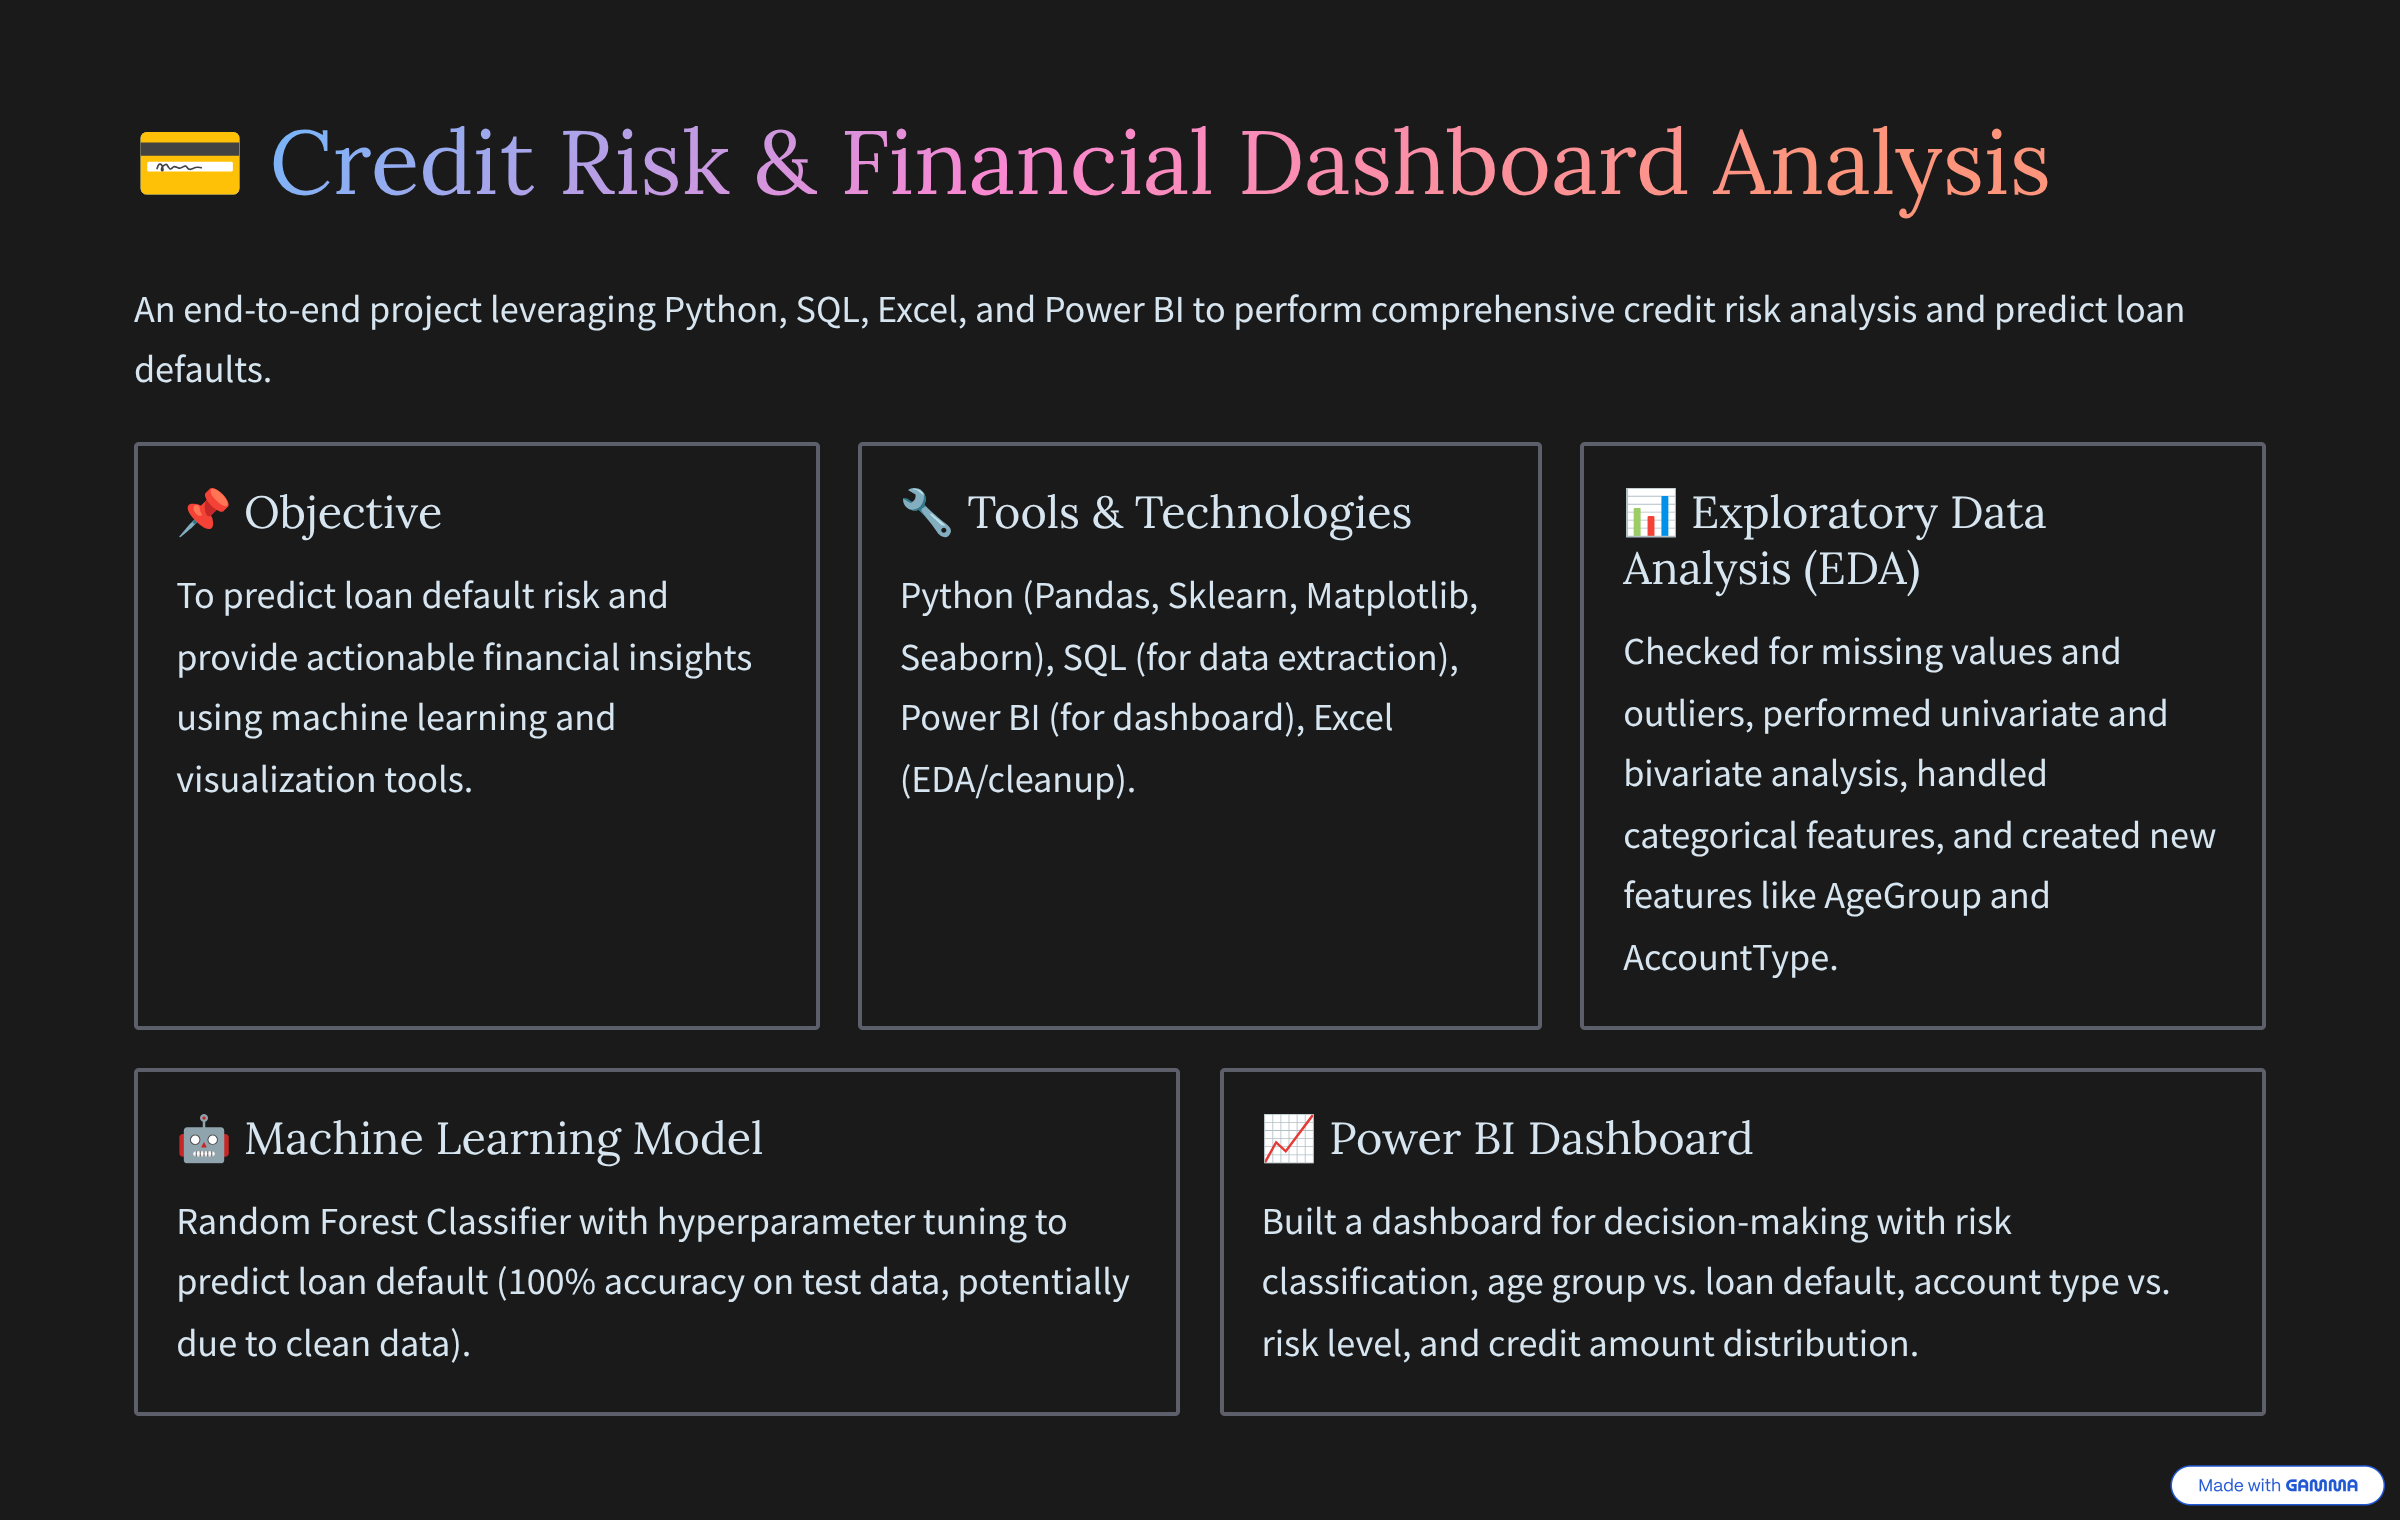 💳 Credit Risk & Financial Dashboard Analysis
An end-to-end project leveraging Python, SQL, Excel, and Power BI to perform comprehensive credit risk analysis and predict loan
defaults.
📌 Objective
To predict loan default risk and
provide actionable financial insights
using machine learning and
visualization tools.
🔧 Tools & Technologies
Python (Pandas, Sklearn, Matplotlib,
Seaborn), SQL (for data extraction),
Power BI (for dashboard), Excel
(EDA/cleanup).
📊 Exploratory Data
Analysis (EDA)
Checked for missing values and
outliers, performed univariate and
bivariate analysis, handled
categorical features, and created new
features like AgeGroup and
AccountType.
🤖 Machine Learning Model
Random Forest Classifier with hyperparameter tuning to
predict loan default (100% accuracy on test data, potentially
due to clean data).
📈 Power BI Dashboard
Built a dashboard for decision-making with risk
classification, age group vs. loan default, account type vs.
risk level, and credit amount distribution.
Made with GAMMA